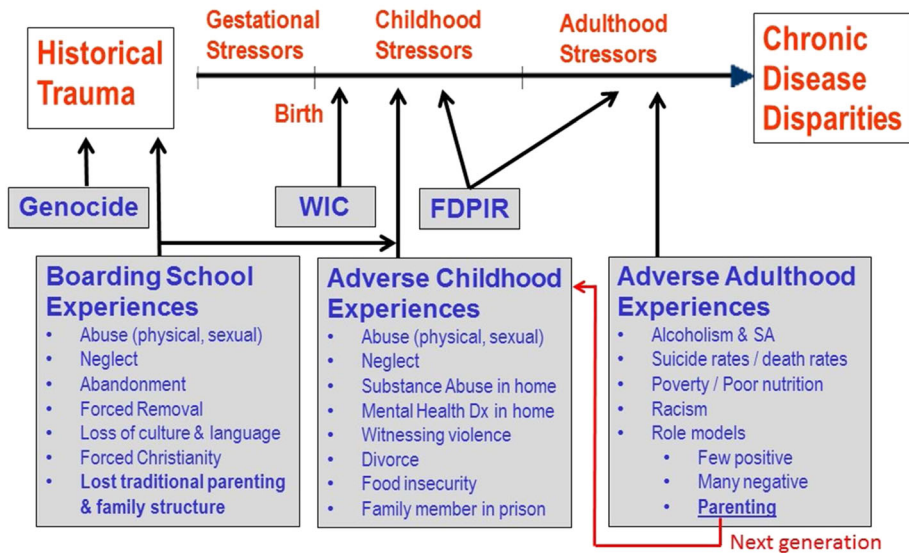 Historical
Trauma
Gestational
Stressors
Childhood
Stressors
Adulthood
Stressors
Chronic
Disease
Disparities
Birth
Genocide
WIC
FDPIR
Boarding School
Experiences
• Abuse (physical, sexual)
• Neglect
• Abandonment
• Forced Removal
• Loss of culture & language
• Forced Christianity
• Lost traditional parenting
& family structure
Adverse Childhood
Experiences
• Abuse (physical, sexual)
• Neglect
• Substance Abuse in home
• Mental Health Dx in home
• Witnessing violence
• Divorce
• Food insecurity
• Family member in prison
Adverse Adulthood
Experiences
• Alcoholism & SA
• Suicide rates / death rates
• Poverty / Poor nutrition
• Racism
• Role models
• Few positive
• Many negative
• Parenting
Next generation